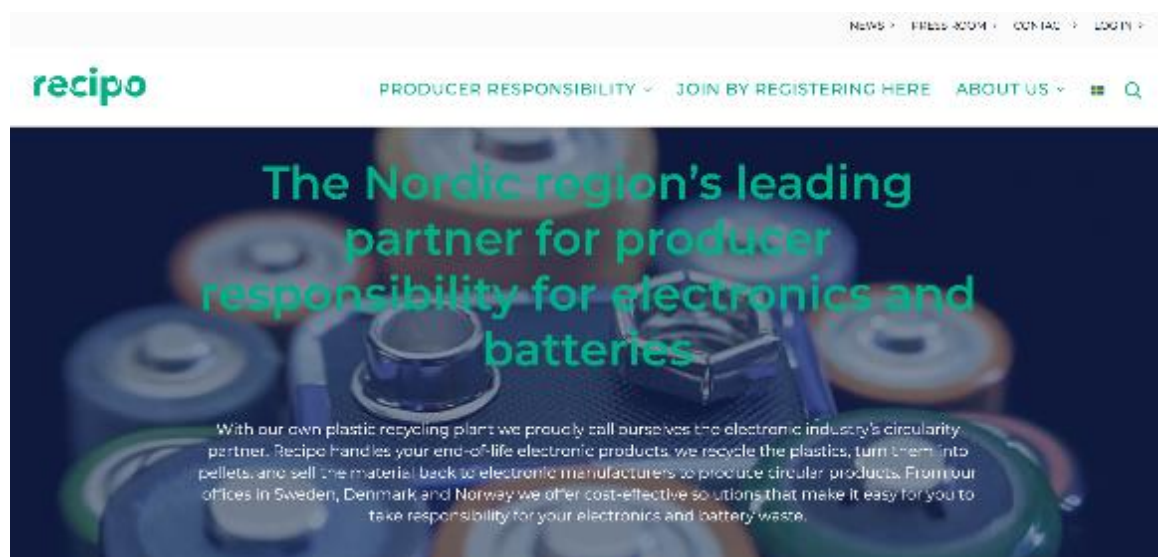 NEWS > PRESS ROOM > CONTACT > LOGIN >
recipo
PRODUCER RESPONSIBILITY JOIN BY REGISTERING HERE ABOUT US
The Nordic region's leading
partner for producer
responsibility for electronics and
batteries
With our own plastic recycling plant we proudly call ourselves the electronic industry's circularity
partner. Recipo handles your end-of-life electronic products, we recycle the plastics, turn them into
pellets, and sell the material back to electronic manufacturers to produce circular products. From our
offices in Sweden, Denmark and Norway we offer cost-effective solutions that make it easy for you to
take responsibility for your electronics and battery waste.